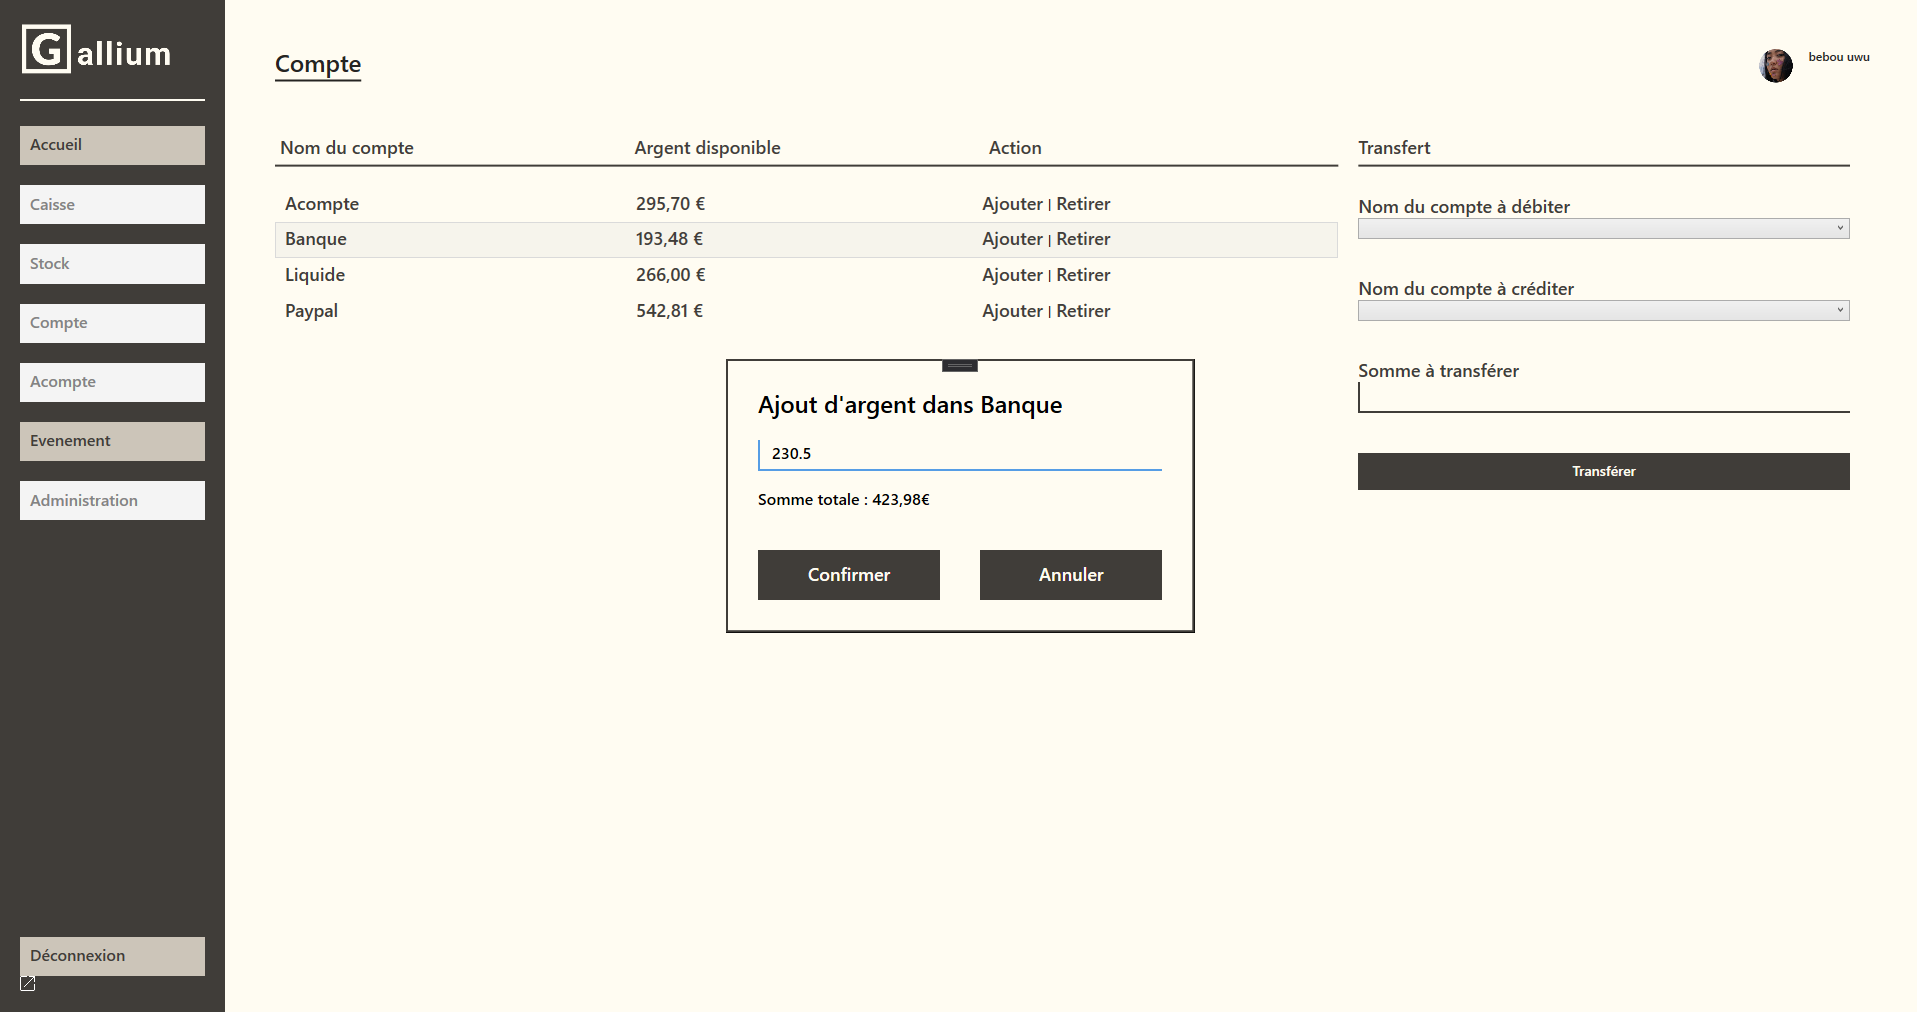 Gallium
Accueil
Caisse
Stock
Compte
Acompte
Evenement
Administration
Déconnexion
Compte
bebou uwu
Nom du compte Argent disponible Action
Acompte 295,70 € Ajouter | Retirer
Banque 193,48 € Ajouter | Retirer
Liquide 266,00 € Ajouter | Retirer
Paypal 542,81 € Ajouter | Retirer
Transfert
Nom du compte à débiter
Nom du compte à créditer
Somme à transférer
Transférer
Ajout d'argent dans Banque
230.5
Somme totale : 423,98€
Confirmer Annuler